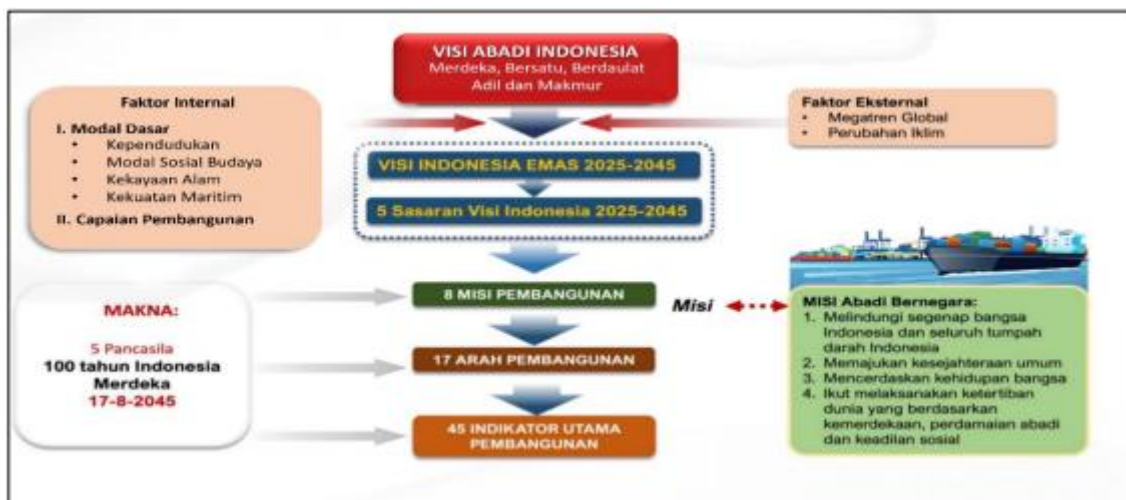 VISI ABADI INDONESIA
Merdeka, Bersatu, Berdaulat
Adil dan Makmur
Faktor Internal
I. Modal Dasar
• Kependudukan
• Modal Sosial Budaya
• Kekayaan Alam
• Kekuatan Maritim
II. Capaian Pembangunan
Faktor Eksternal
• Megatren Global
• Perubahan Iklim
VISI INDONESIA EMAS 2025-2045
5 Sasaran Visi Indonesia 2025-2045
MAKNA:
5 Pancasila
100 tahun Indonesia
Merdeka
17-8-2045
8 MISI PEMBANGUNAN
17 ARAH PEMBANGUNAN
45 INDIKATOR UTAMA
PEMBANGUNAN
Misi
MISI Abadi Bernegara:
1. Melindungi segenap bangsa
Indonesia dan seluruh tumpah
darah Indonesia
2. Memajukan kesejahteraan umum
3. Mencerdaskan kehidupan bangsa
4. Ikut melaksanakan ketertiban
dunia yang berdasarkan
kemerdekaan, perdamaian abadi
dan keadilan sosial